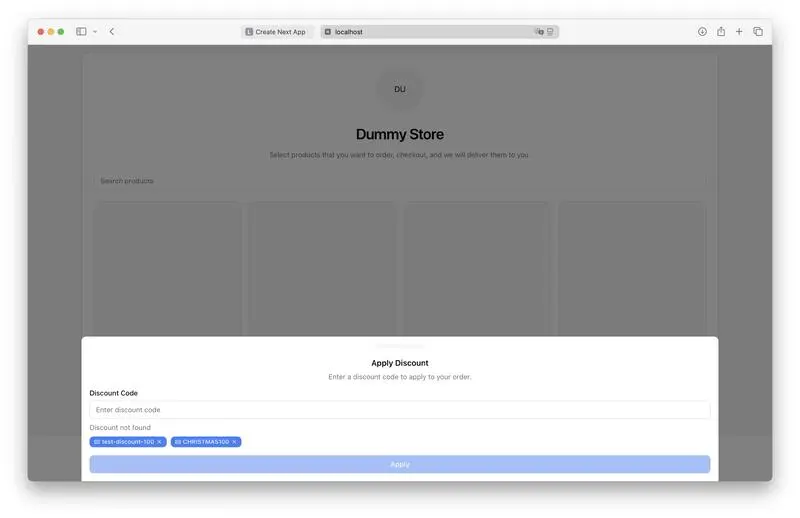 Create Next App
localhost
DU
Dummy Store
Select products that you want to order, checkout, and we will deliver them to you.
Search products
Apply Discount
Enter a discount code to apply to your order.
Discount Code
Enter discount code
Discount not found
test-discount-100 × CHRISTMAS100 ×
Apply